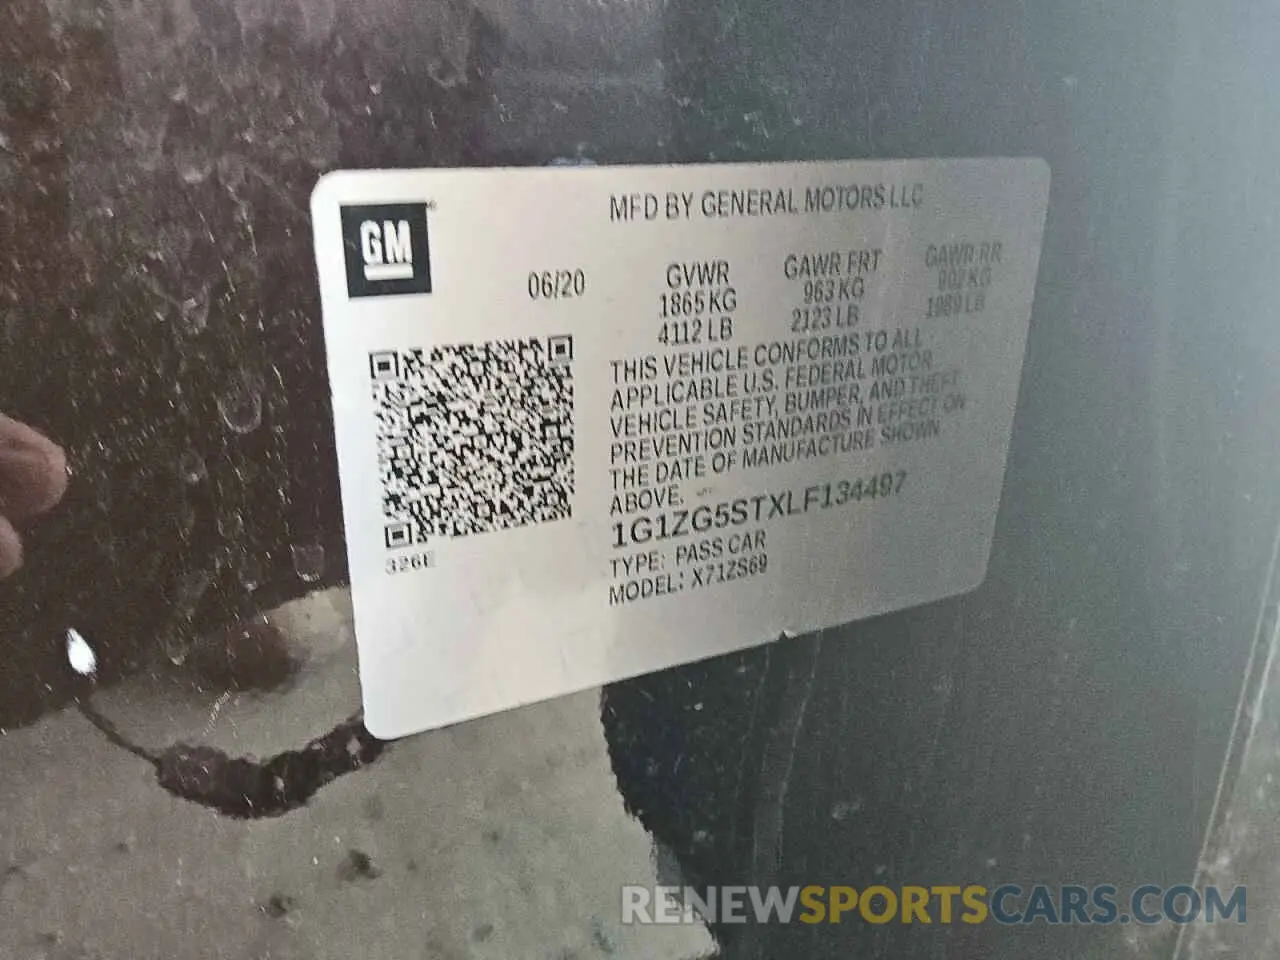 GM
MFD BY GENERAL MOTORS LLC
06/20
GVWR GAWR FRT GAWR RR
1865 KG 963 KG 902 KG
4112 LB 2123 LB 1989 LB
THIS VEHICLE CONFORMS TO ALL
APPLICABLE U.S. FEDERAL MOTOR
VEHICLE SAFETY, BUMPER, AND THEFT
PREVENTION STANDARDS IN EFFECT ON
THE DATE OF MANUFACTURE SHOWN
ABOVE.
1G1ZG5STXLF134497
TYPE: PASS CAR
MODEL: X71ZS69
326E
RENEWSPORTSCARS.COM